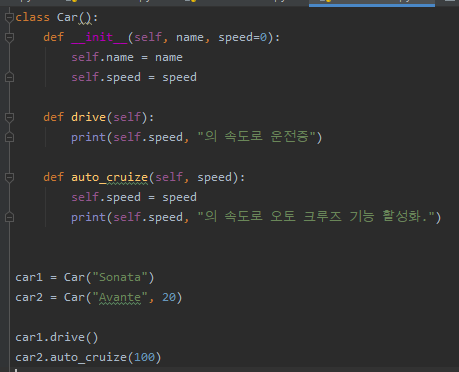 class Car():
    def __init__(self, name, speed=0):
        self.name = name
        self.speed = speed

    def drive(self):
        print(self.speed, "의 속도로 운전중")

    def auto_cruize(self, speed):
        self.speed = speed
        print(self.speed, "의 속도로 오토 크루즈 기능 활성화.")


car1 = Car("Sonata")
car2 = Car("Avante", 20)

car1.drive()
car2.auto_cruize(100)